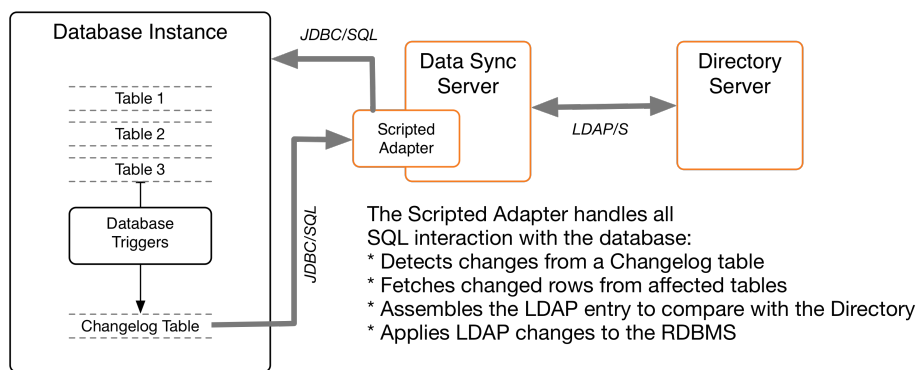 Database Instance
Table 1
Table 2
Table 3
Database
Triggers
Changelog Table
JDBC/SQL
JDBC/SQL
Data Sync
Server
Scripted
Adapter
LDAP/S
Directory
Server
The Scripted Adapter handles all
SQL interaction with the database:
* Detects changes from a Changelog table
* Fetches changed rows from affected tables
* Assembles the LDAP entry to compare with the Directory
* Applies LDAP changes to the RDBMS